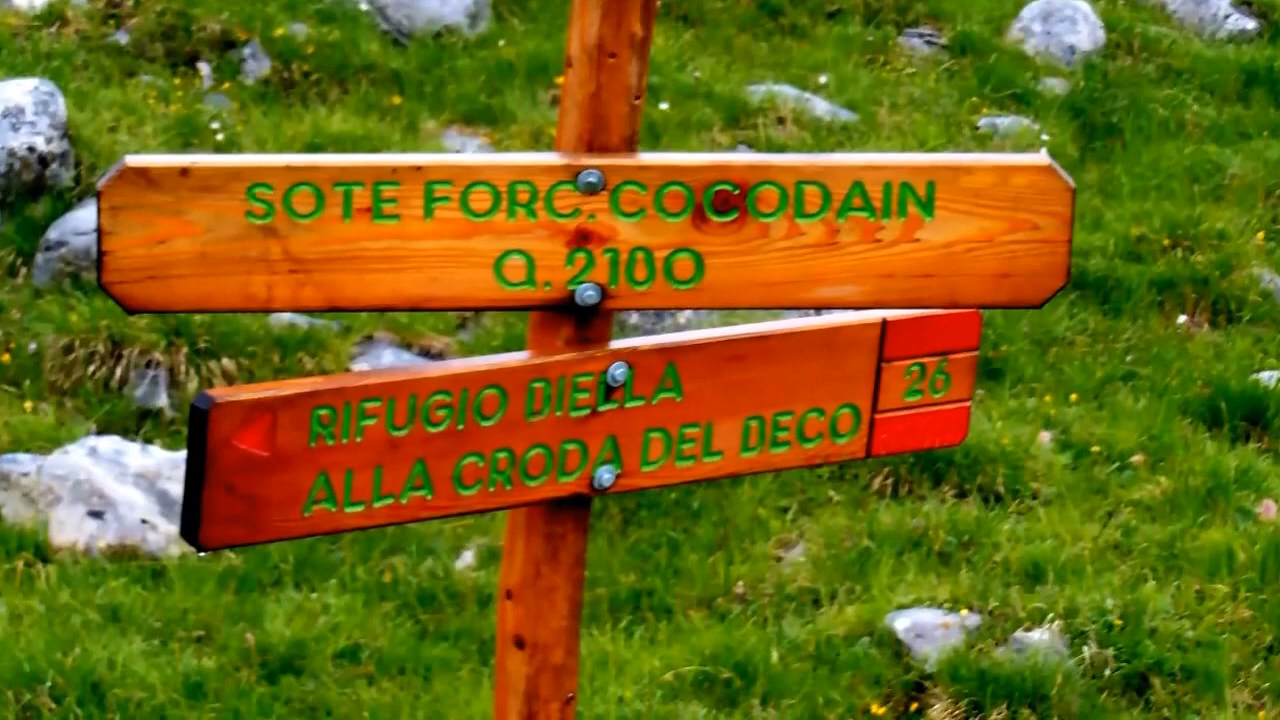 SOTE FORC. COCODAIN
Q. 2100
RIFUGIO DIELLA
ALLA CRODA DEL DECO
26